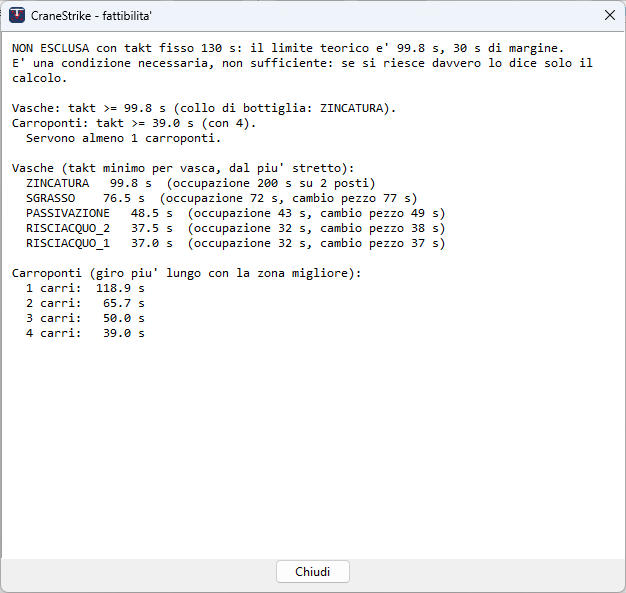 CraneStrike - fattibilita'
NON ESCLUSA con takt fisso 130 s: il limite teorico e' 99.8 s, 30 s di margine.
E' una condizione necessaria, non sufficiente: se si riesce davvero lo dice solo il
calcolo.
Vasche: takt >= 99.8 s (collo di bottiglia: ZINCATURA).
Carroponti: takt >= 39.0 s (con 4).
Servono almeno 1 carroponti.
Vasche (takt minimo per vasca, dal piu' stretto):
ZINCATURA 99.8 s (occupazione 200 s su 2 posti)
SGRASSO 76.5 s (occupazione 72 s, cambio pezzo 77 s)
PASSIVAZIONE 48.5 s (occupazione 43 s, cambio pezzo 49 s)
RISCIACQUO_2 37.5 s (occupazione 32 s, cambio pezzo 38 s)
RISCIACQUO_1 37.0 s (occupazione 32 s, cambio pezzo 37 s)
Carroponti (giro piu' lungo con la zona migliore):
1 carri: 118.9 s
2 carri: 65.7 s
3 carri: 50.0 s
4 carri: 39.0 s
Chiudi